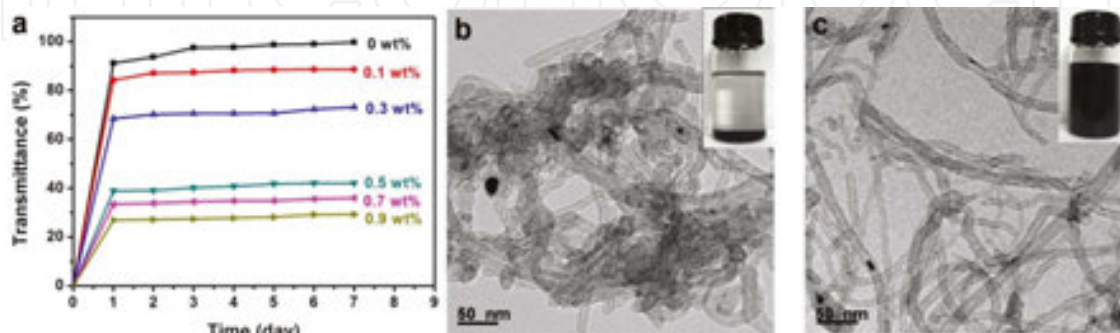 a
Transmittance (%)
100
80
60
40
20
0
0 wt%
0.1 wt%
0.3 wt%
0.5 wt%
0.7 wt%
0.9 wt%
0 1 2 3 4 5 6 7 8 9
Time (day)
b
50 nm
c
50 nm